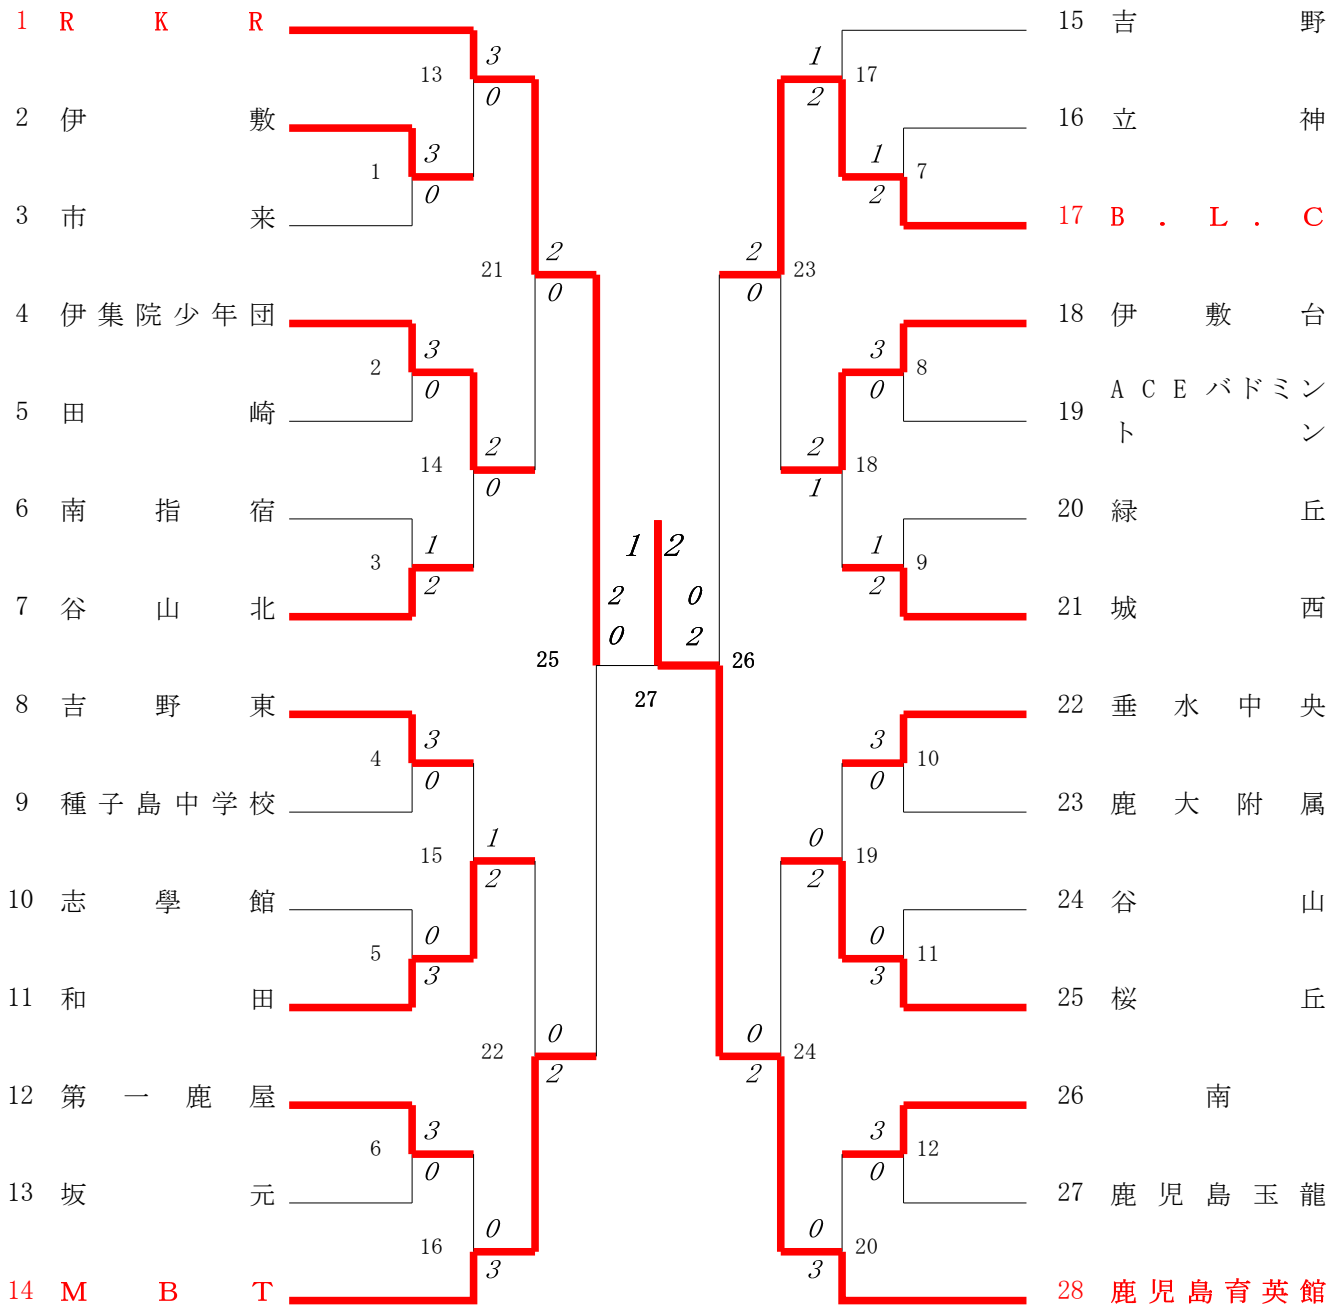 1 R K R
2 伊敷
3 市来
4 伊集院少年団
5 田崎
6 南指宿
7 谷山北
8 吉野東
9 種子島中学校
10 志學館
11 和田
12 第一鹿屋
13 坂元
14 M B T
13
3
0
1
3
0
21
2
0
2
3
0
14
2
0
3
1
2
4
3
0
15
1
2
5
0
3
22
0
2
6
3
0
16
0
3
1 2
2 0
0 2
25
26
27
1
17
2
1
7
2
2
23
0
3
8
0
2
18
1
1
9
2
3
10
0
0
19
2
0
11
3
0
24
2
3
12
0
0
20
3
15 吉野
16 立神
17 B . L . C
18 伊敷台
19 ACEバドミン
トン
20 緑丘
21 城西
22 垂水中央
23 鹿大附属
24 谷山
25 桜丘
26 南
27 鹿児島玉龍
28 鹿児島育英館